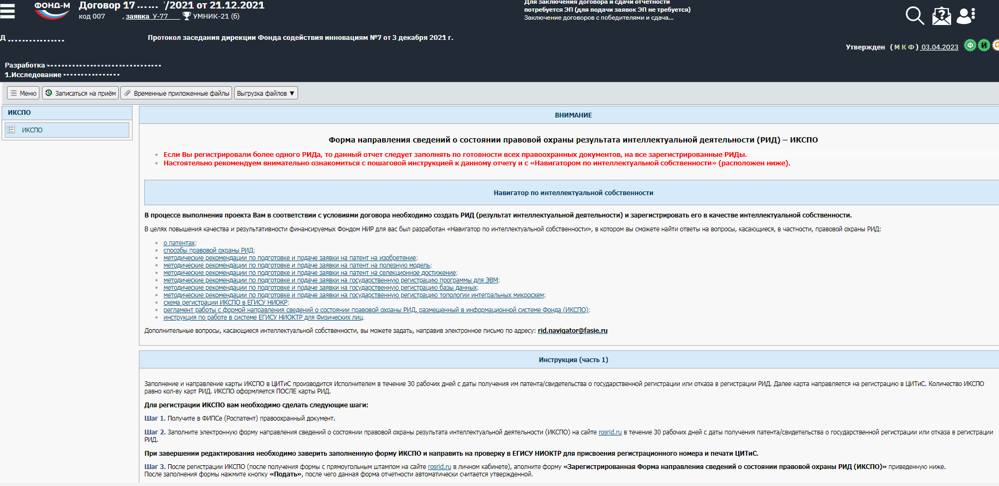 ФОНД-М
Договор 17 ...... /2021 от 21.12.2021
код 007 , заявка У-77 УМНИК-21 (6)
Для заключения договора и сдачи отчетности
потребуется ЭП (для подачи заявок ЭП не требуется)
Заключение договоров с победителями и сдача...
Д ................
Протокол заседания дирекции Фонда содействия инновациям №7 от 3 декабря 2021 г.
Утвержден ( М К Ф ) 03.04.2023
Ф И С
Разработка
1.Исследование
Меню
Записаться на приём
Временные приложенные файлы
Выгрузка файлов ▼
ИКСПО
ИКСПО
ВНИМАНИЕ
Форма направления сведений о состоянии правовой охраны результата интеллектуальной деятельности (РИД) – ИКСПО
Если Вы регистрировали более одного РИДа, то данный отчет следует заполнять по готовности всех правоохранных документов, на все зарегистрированные РИДы.
Настоятельно рекомендуем внимательно ознакомиться с пошаговой инструкцией к данному отчету и с «Навигатором по интеллектуальной собственности» (расположен ниже).
Навигатор по интеллектуальной собственности
В процессе выполнения проекта Вам в соответствии с условиями договора необходимо создать РИД (результат интеллектуальной деятельности) и зарегистрировать его в качестве интеллектуальной собственности.
В целях повышения качества и результативности финансируемых Фондом НИР для вас был разработан «Навигатор по интеллектуальной собственности», в котором вы сможете найти ответы на вопросы, касающиеся, в частности, правовой охраны РИД:
о патентах;
способы правовой охраны РИД;
методические рекомендации по подготовке и подаче заявки на патент на изобретение;
методические рекомендации по подготовке и подаче заявки на патент на полезную модель;
методические рекомендации по подготовке и подаче заявки на патент на селекционное достижение;
методические рекомендации по подготовке и подаче заявки на государственную регистрацию программы для ЭВМ;
методические рекомендации по подготовке и подаче заявки на государственную регистрацию базы данных;
методические рекомендации по подготовке и подаче заявки на государственную регистрацию топологии интегральных микросхем;
схема регистрации ИКСПО в ЕГИСУ НИОКР;
регламент работы с формой направления сведений о состоянии правовой охраны РИД, размещенный в информационной системе Фонда (ИКСПО);
инструкция по работе в системе ЕГИСУ НИОКТР для Физических лиц.
Дополнительные вопросы, касающиеся интеллектуальной собственности, вы можете задать, направив электронное письмо по адресу: rid.navigator@fasie.ru
Инструкция (часть 1)
Заполнение и направление карты ИКСПО в ЦИТиС производится Исполнителем в течение 30 рабочих дней с даты получения им патента/свидетельства о государственной регистрации или отказа в регистрации РИД. Далее карта направляется на регистрацию в ЦИТиС. Количество ИКСПО
равно кол-ву карт РИД. ИКСПО оформляется ПОСЛЕ карты РИД.
Для регистрации ИКСПО вам необходимо сделать следующие шаги:
Шаг 1. Получите в ФИПСе (Роспатент) правоохранный документ.
Шаг 2. Заполните электронную форму направления сведений о состоянии правовой охраны результата интеллектуальной деятельности (ИКСПО) на сайте rosrid.ru в течение 30 рабочих дней с даты получения патента/свидетельства о государственной регистрации или отказа в регистрации
РИД.
При завершении редактирования необходимо заверить заполненную форму ИКСПО и направить на проверку в ЕГИСУ НИОКТР для присвоения регистрационного номера и печати ЦИТиС.
Шаг 3. После регистрации ИКСПО (после получения формы с прямоугольным штампом на сайте rosrid.ru в личном кабинете), аполните форму «Зарегистрированная Форма направления сведений о состоянии правовой охраны РИД (ИКСПО)» приведенную ниже.
После заполнения формы нажмите кнопку «Подать», после чего данная форма отчетности автоматически считается утвержденной.